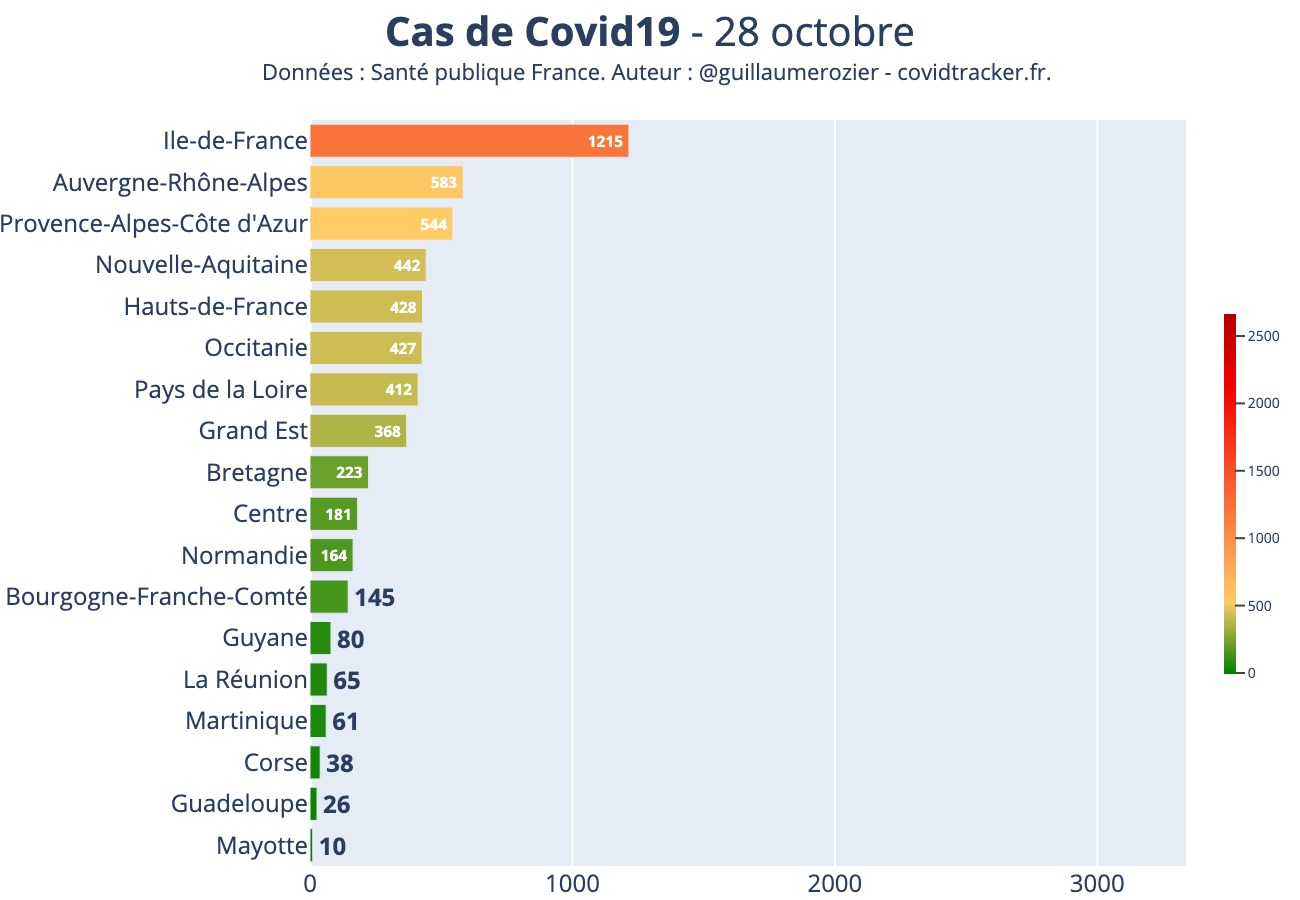 Cas de Covid19 - 28 octobre
Données : Santé publique France. Auteur : @guillaumerozier - covidtracker.fr.
Ile-de-France 1215
Auvergne-Rhône-Alpes 583
Provence-Alpes-Côte d'Azur 544
Nouvelle-Aquitaine 442
Hauts-de-France 428
Occitanie 427
Pays de la Loire 412
Grand Est 368
Bretagne 223
Centre 181
Normandie 164
Bourgogne-Franche-Comté 145
Guyane 80
La Réunion 65
Martinique 61
Corse 38
Guadeloupe 26
Mayotte 10
0 1000 2000 3000
2500
2000
1500
1000
500
0